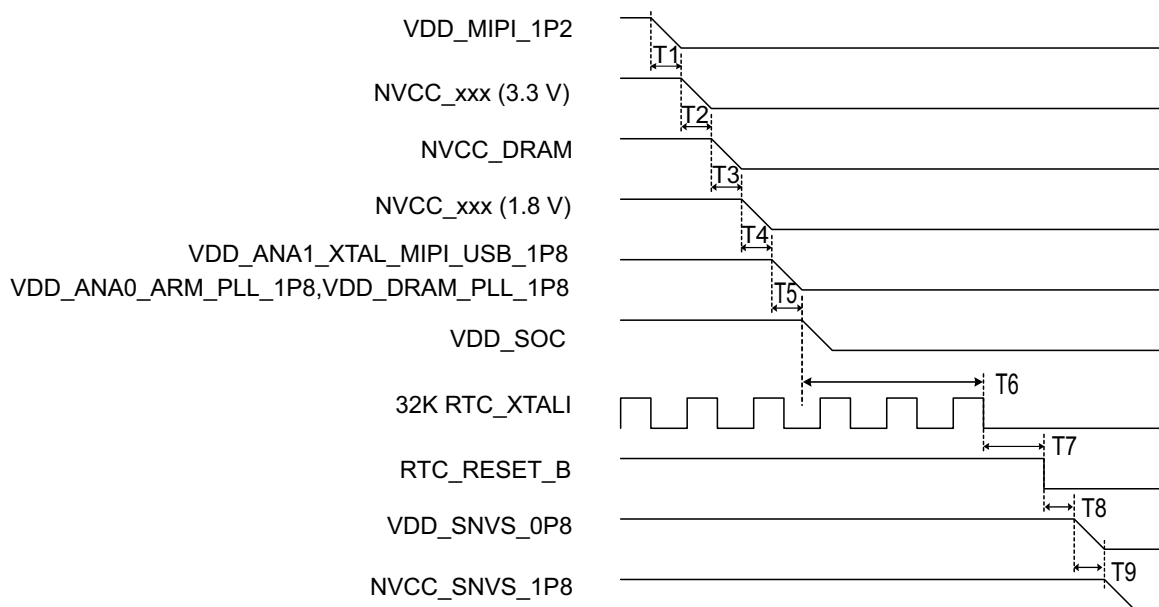 VDD_MIPI_1P2
T1
NVCC_xxx (3.3 V)
T2
NVCC_DRAM
T3
NVCC_xxx (1.8 V)
T4
VDD_ANA1_XTAL_MIPI_USB_1P8
VDD_ANA0_ARM_PLL_1P8,VDD_DRAM_PLL_1P8
T5
VDD_SOC
T6
32K RTC_XTALI
T7
RTC_RESET_B
T8
VDD_SNVS_0P8
T9
NVCC_SNVS_1P8